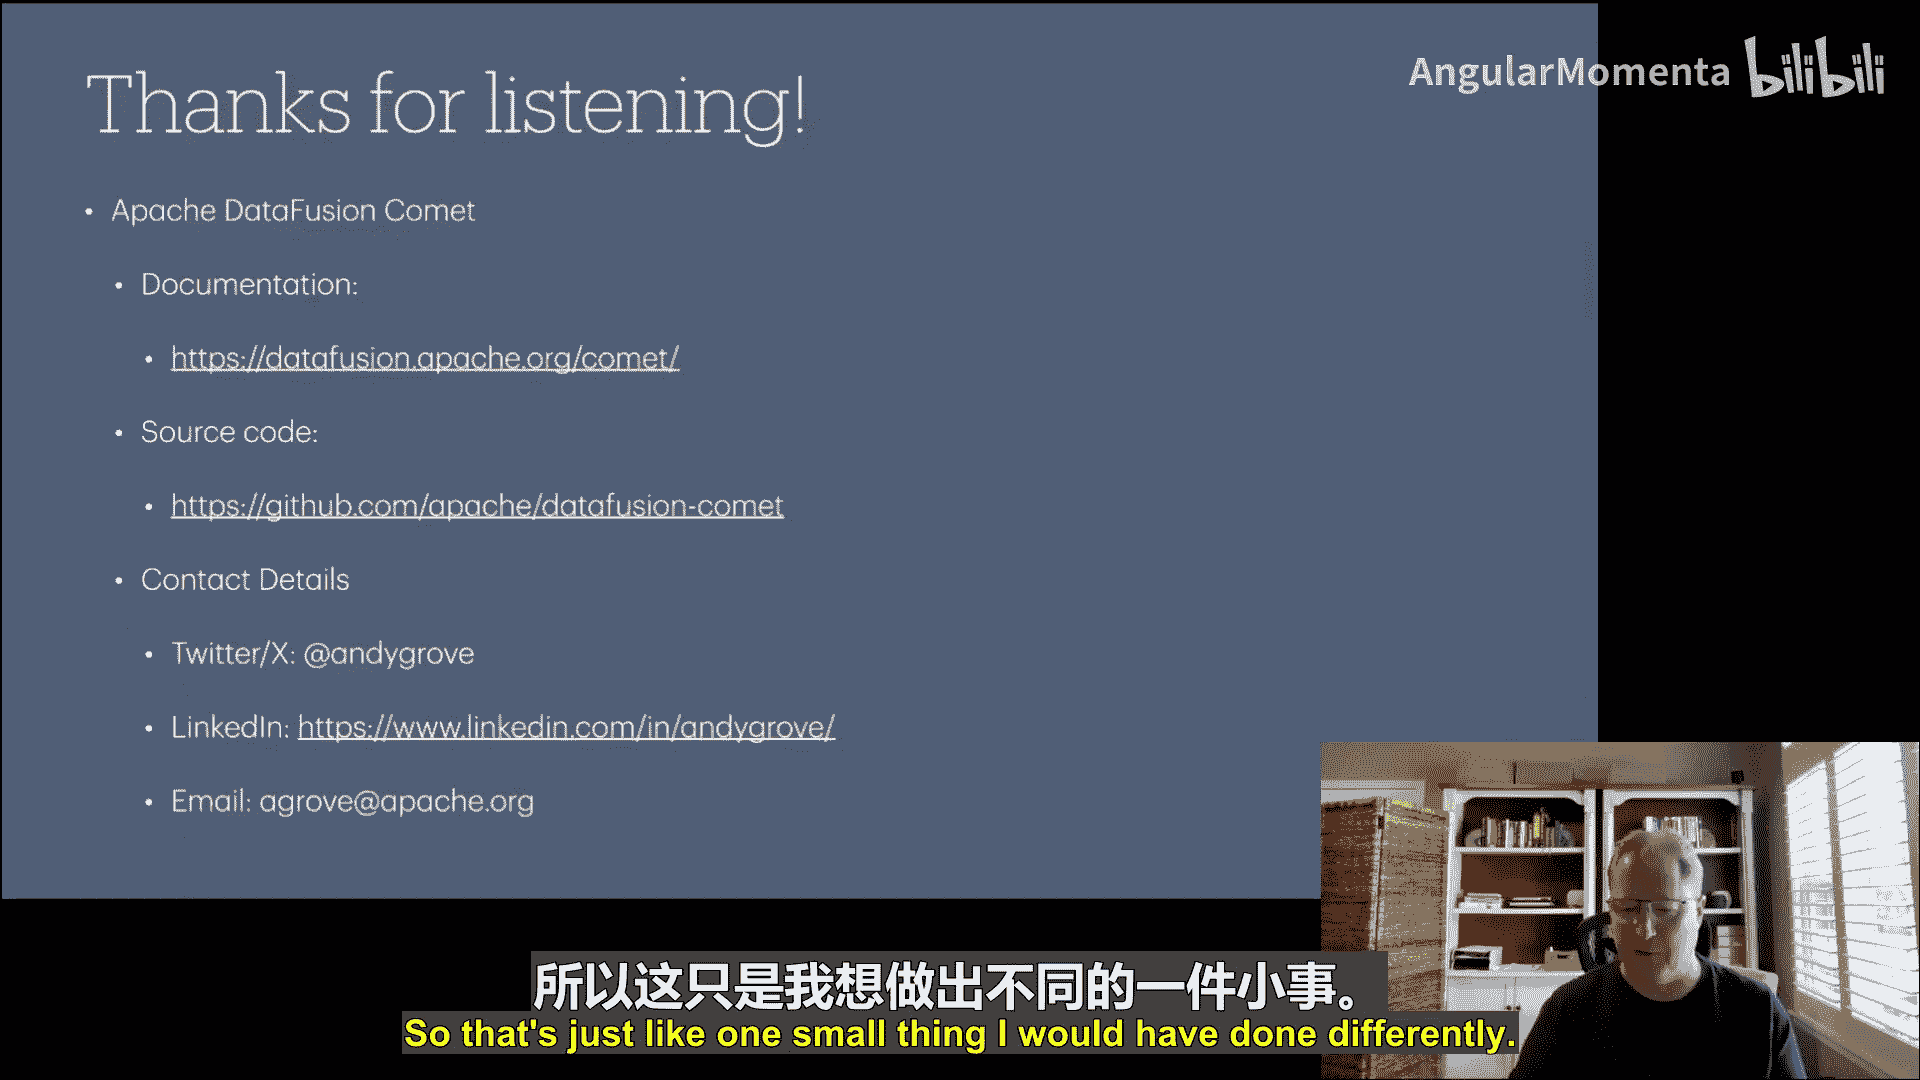 Thanks for listening!
AngularMomenta bilibili
• Apache DataFusion Comet
• Documentation:
• https://datafusion.apache.org/comet/
• Source code:
• https://github.com/apache/datafusion-comet
• Contact Details
• Twitter/X: @andygrove
• LinkedIn: https://www.linkedin.com/in/andygrove/
• Email: agrove@apache.org
所以这只是我想做出不同的一件小事。
So that's just like one small thing I would have done differently.